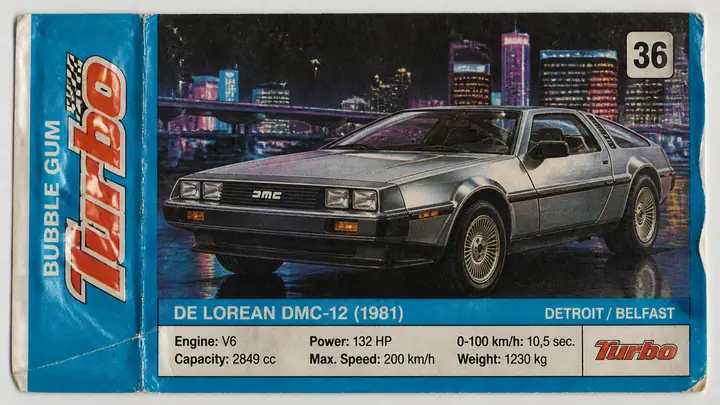 BUBBLE GUM
Turbo
36
DMC
DE LOREAN DMC-12 (1981)
DETROIT / BELFAST
Engine: V6
Power: 132 HP
0-100 km/h: 10,5 sec.
Capacity: 2849 cc
Max. Speed: 200 km/h
Weight: 1230 kg
Turbo